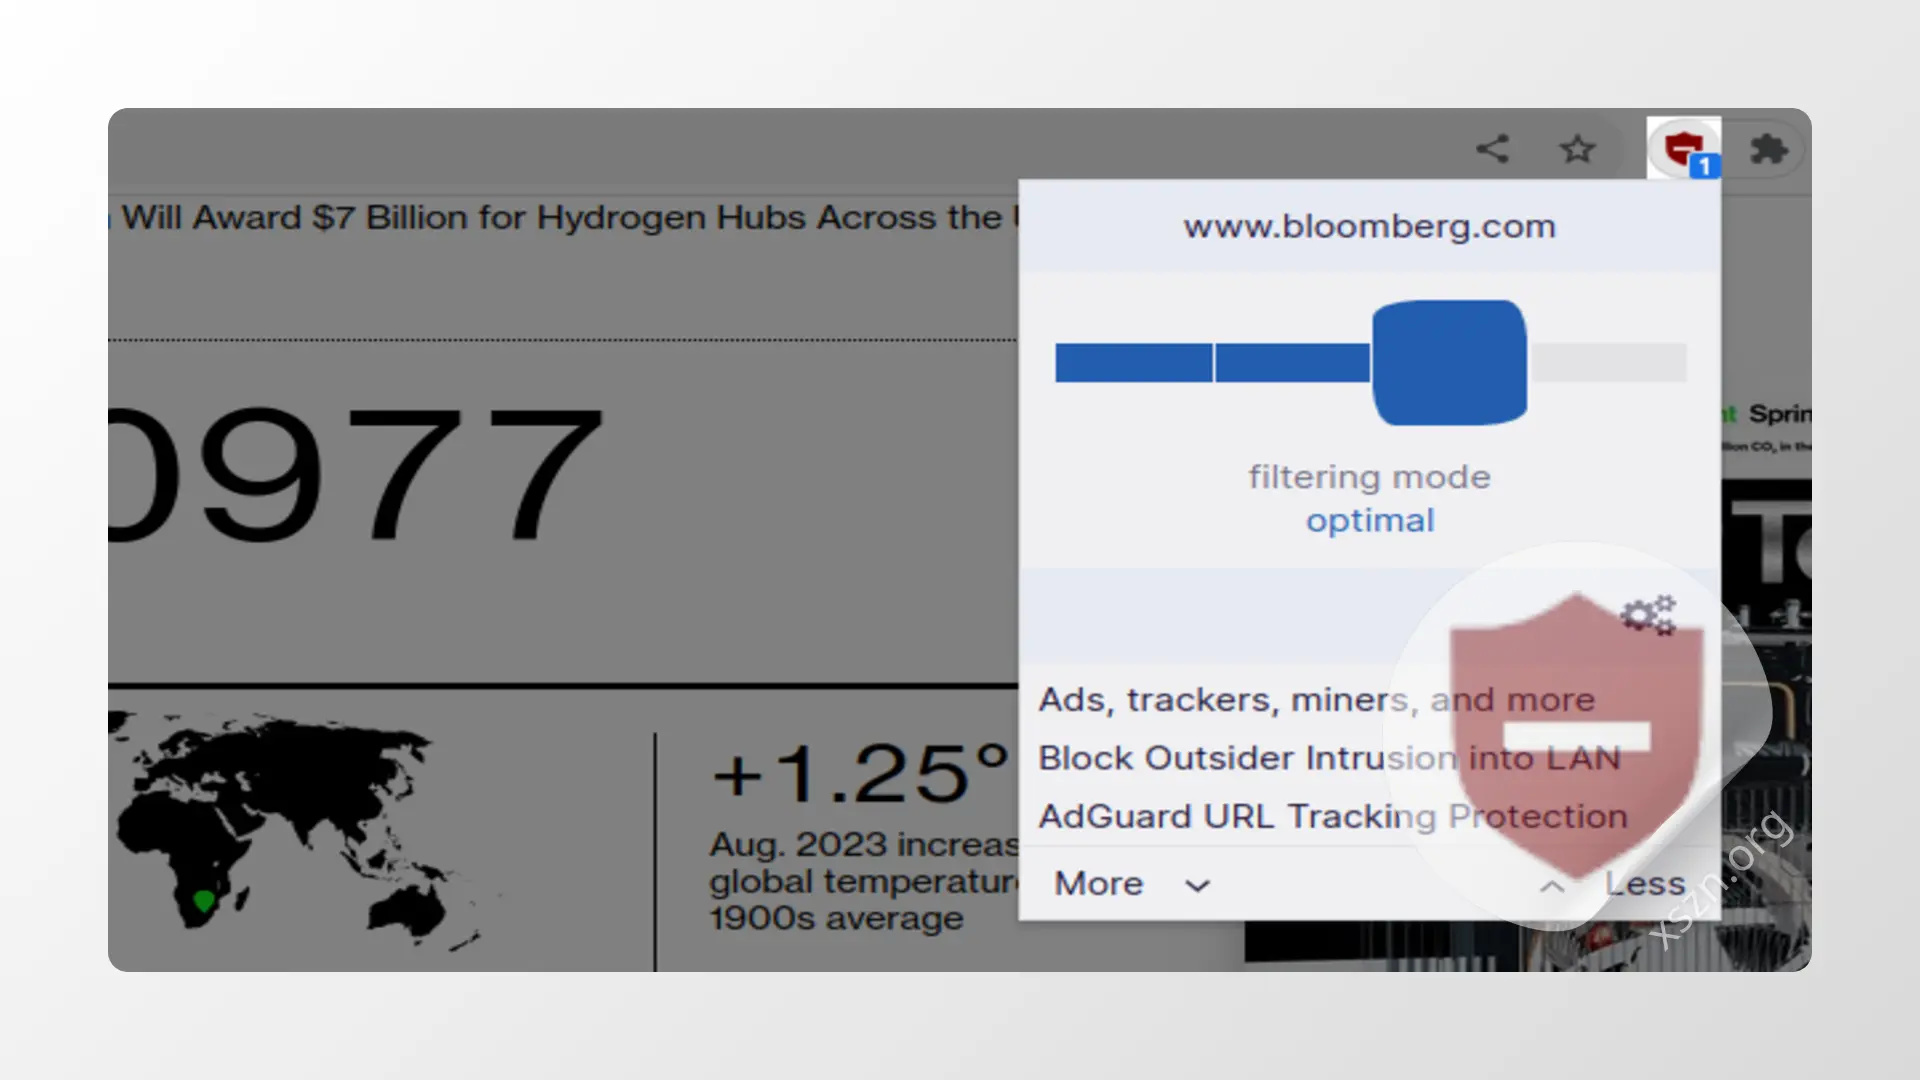 1
Will Award $7 Billion for Hydrogen Hubs Across the
www.bloomberg.com
0977
Sprin
filtering mode
optimal
+1.25°
Aug. 2023 increas
global temperatur
1900s average
Ads, trackers, miners, and more
Block Outsider Intrusion into LAN
AdGuard URL Tracking Protection
More
Less
xszn.org